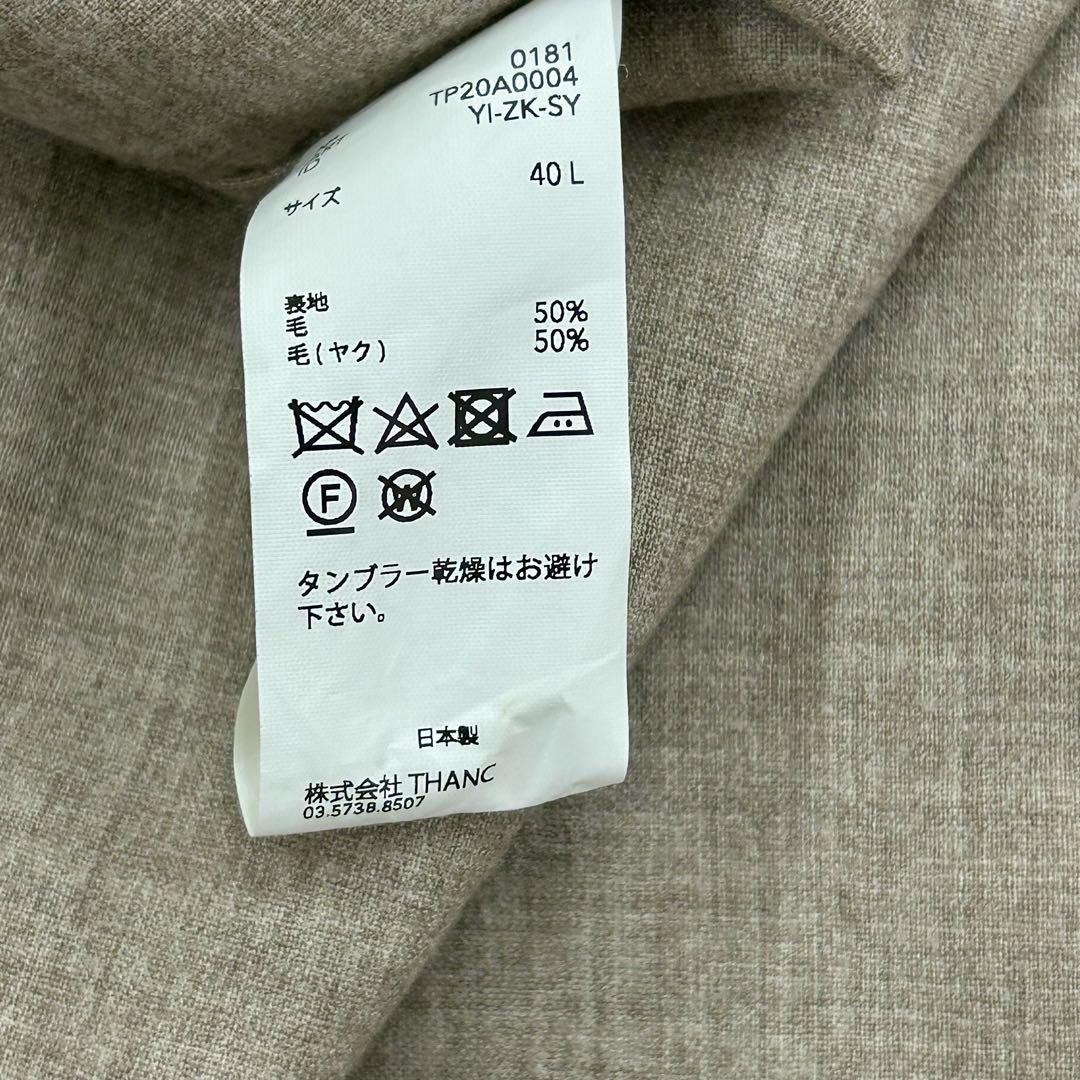 0181
TP20A0004
YI-ZK-SY
サイズ 40 L
表地
毛 50%
毛(ヤク) 50%
F W
タンブラー乾燥はお避け
下さい。
日本製
株式会社 THANC
03.5738.8507